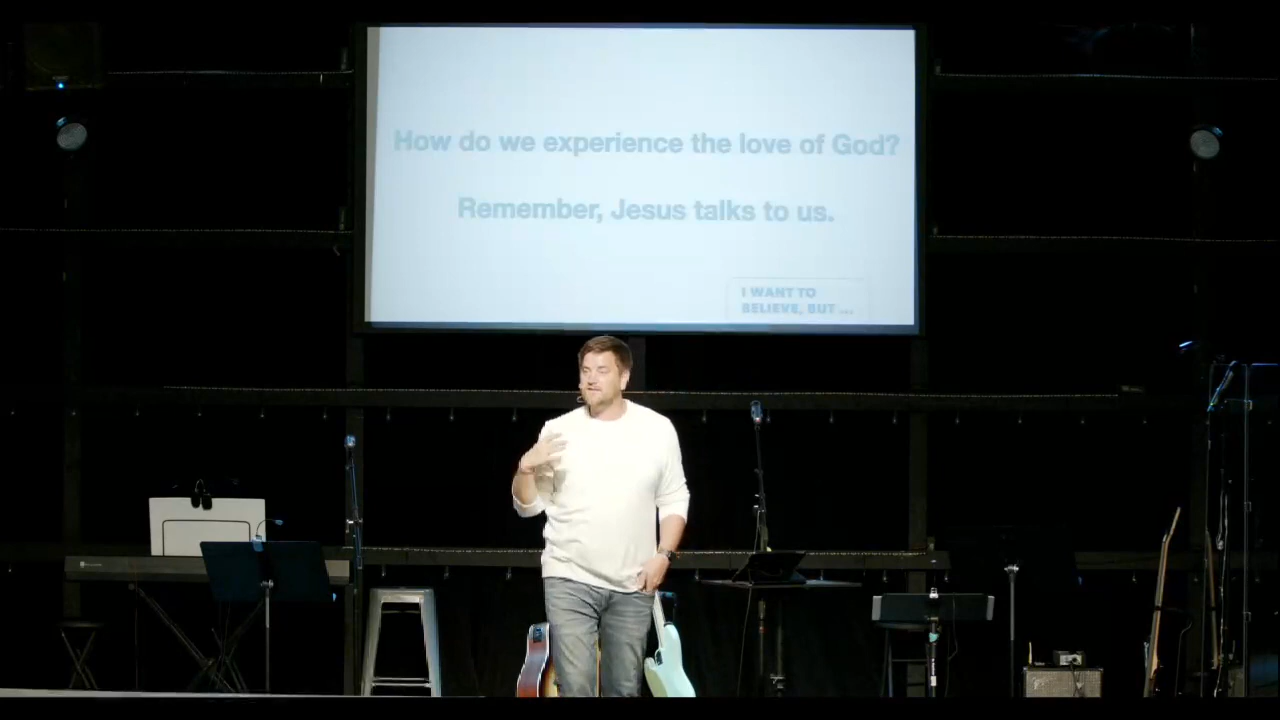 How do we experience the love of God?
Remember, Jesus talks to us.
I WANT TO
BELIEVE, BUT ...